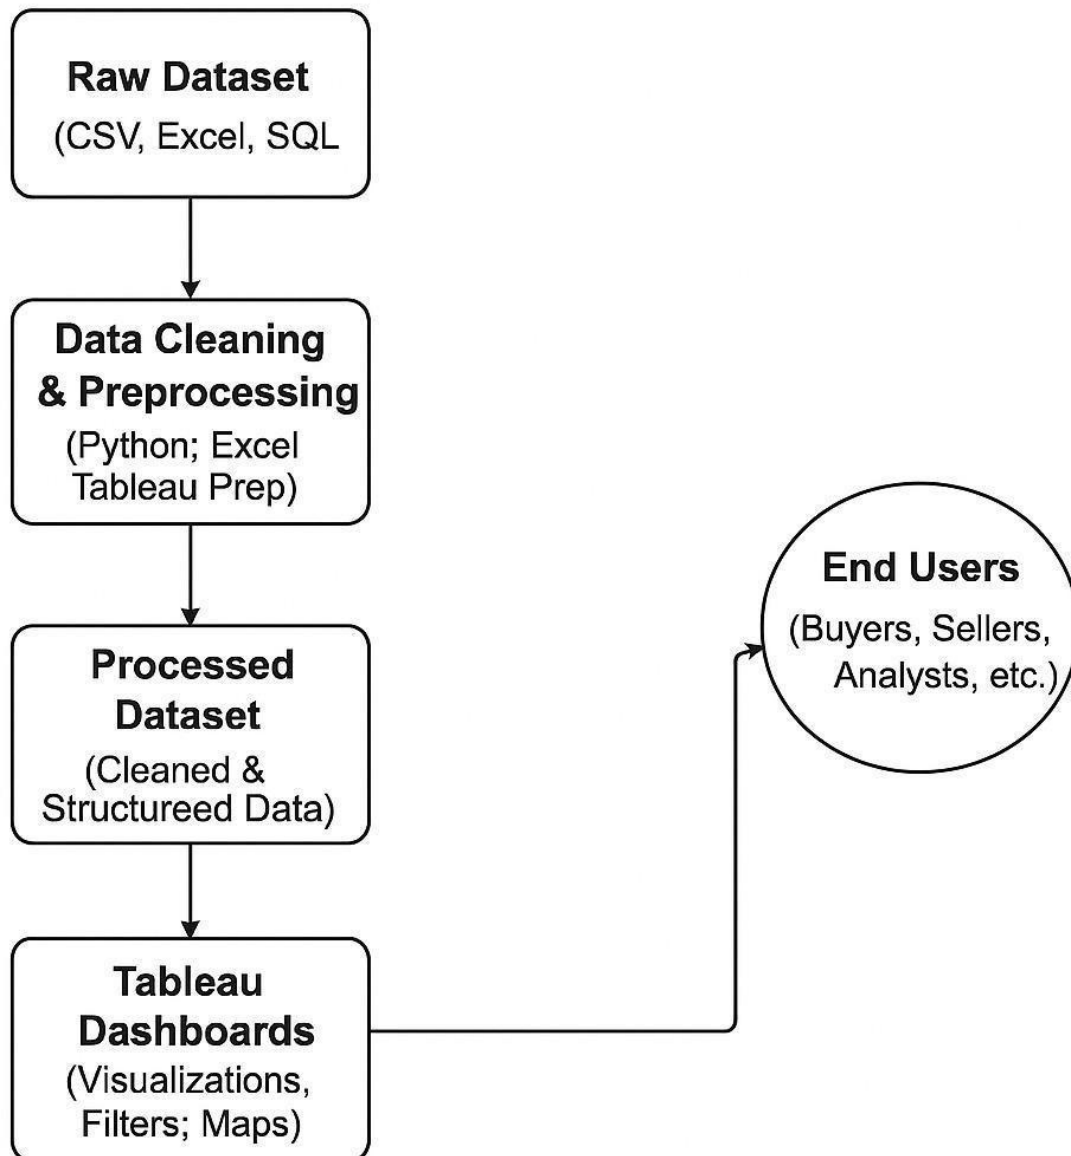 Raw Dataset
(CSV, Excel, SQL
Data Cleaning
& Preprocessing
(Python; Excel
Tableau Prep)
Processed
Dataset
(Cleaned &
Structureed Data)
Tableau
Dashboards
(Visualizations,
Filters; Maps)
End Users
(Buyers, Sellers,
Analysts, etc.)